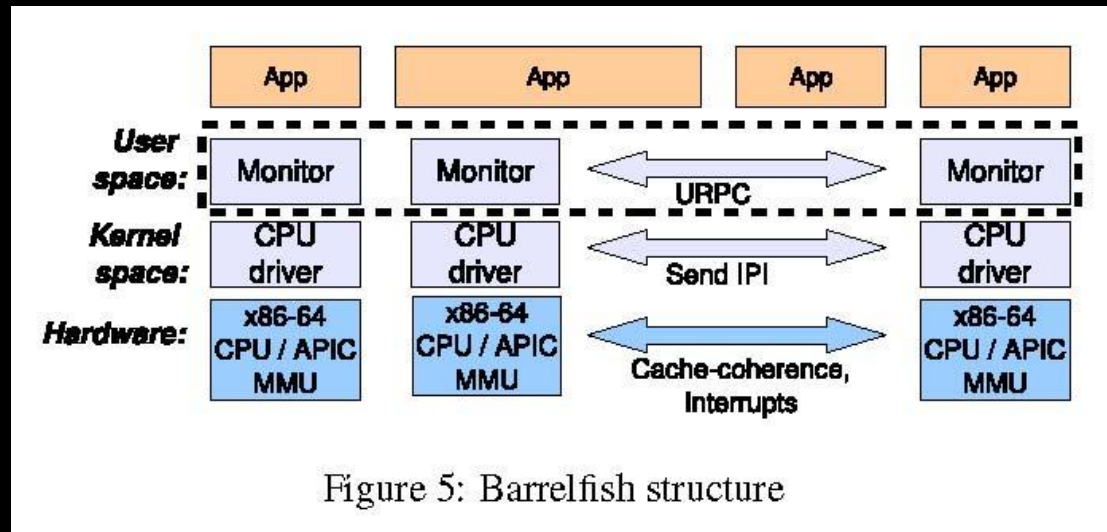 App App App App
User
space:
Monitor Monitor Monitor
URPC
Kernel
space:
CPU
driver
CPU
driver
CPU
driver
Send IPI
Hardware:
x86-64
CPU / APIC
MMU
x86-64
CPU / APIC
MMU
x86-64
CPU / APIC
MMU
Cache-coherence,
Interrupts
Figure 5: Barrelfish structure